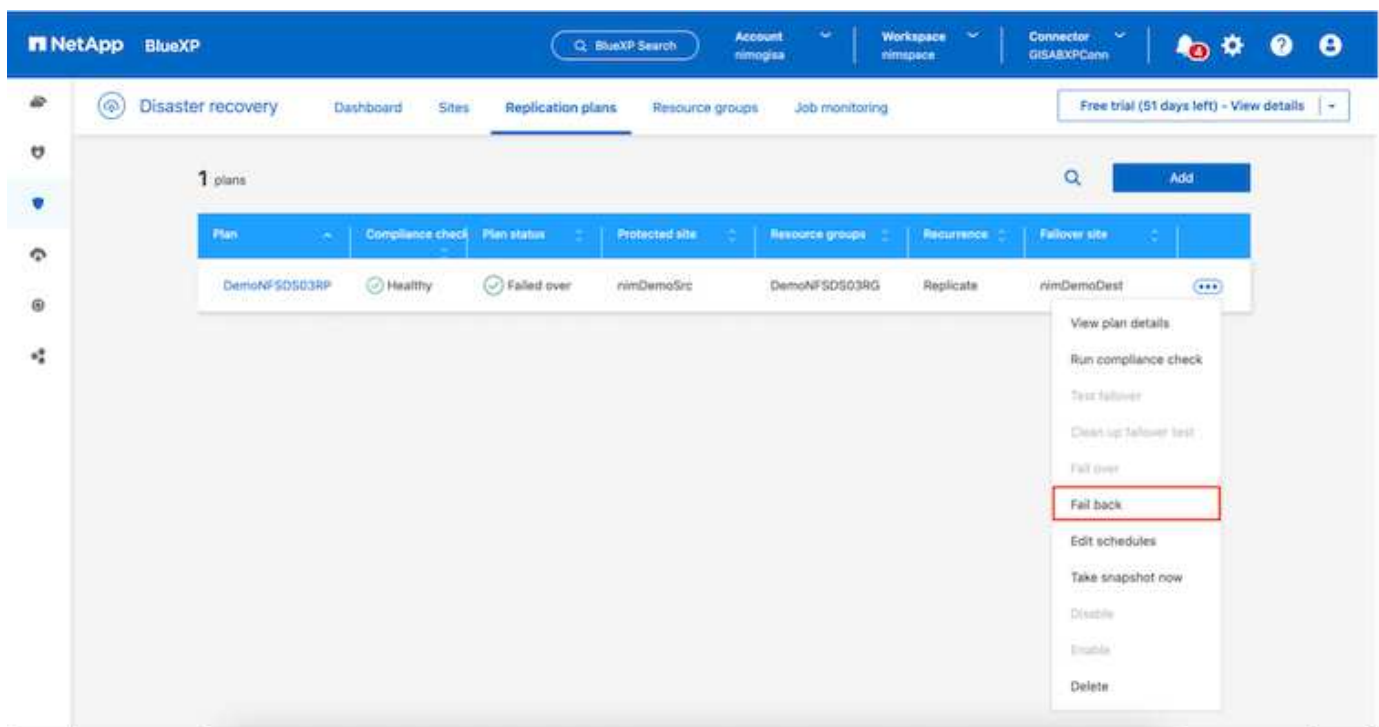 NetApp BlueXP
BlueXP Search
Account
nimogisa
Workspace
nimspace
Connector
GISABXPConn
4
Disaster recovery
Dashboard
Sites
Replication plans
Resource groups
Job monitoring
Free trial (51 days left) - View details
1 plans
Add
Plan
Compliance check
Plan status
Protected site
Resource groups
Recurrence
Failover site
DemoNFSDS03RP
Healthy
Failed over
nimDemoSrc
DemoNFSDS03RG
Replicate
nimDemoDest
View plan details
Run compliance check
Test failover
Clean up failover test
Fail over
Fail back
Edit schedules
Take snapshot now
Disable
Enable
Delete